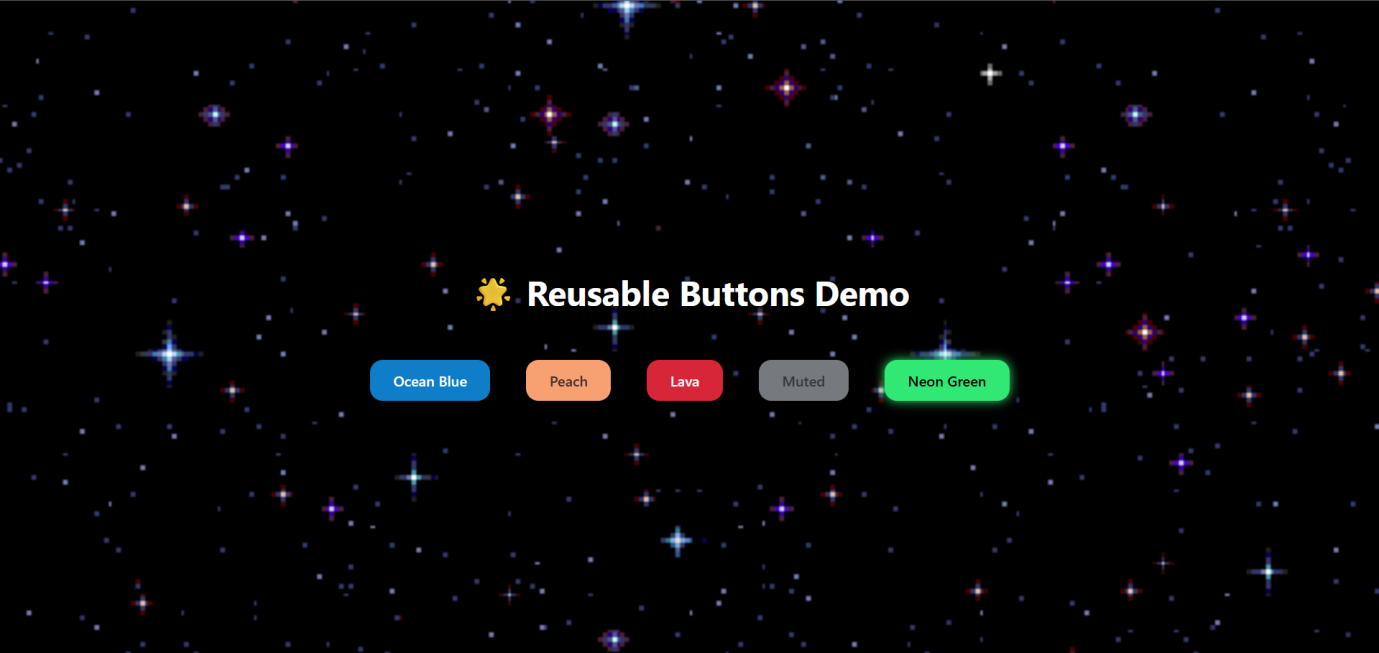 🌟 Reusable Buttons Demo
Ocean Blue Peach Lava Muted Neon Green